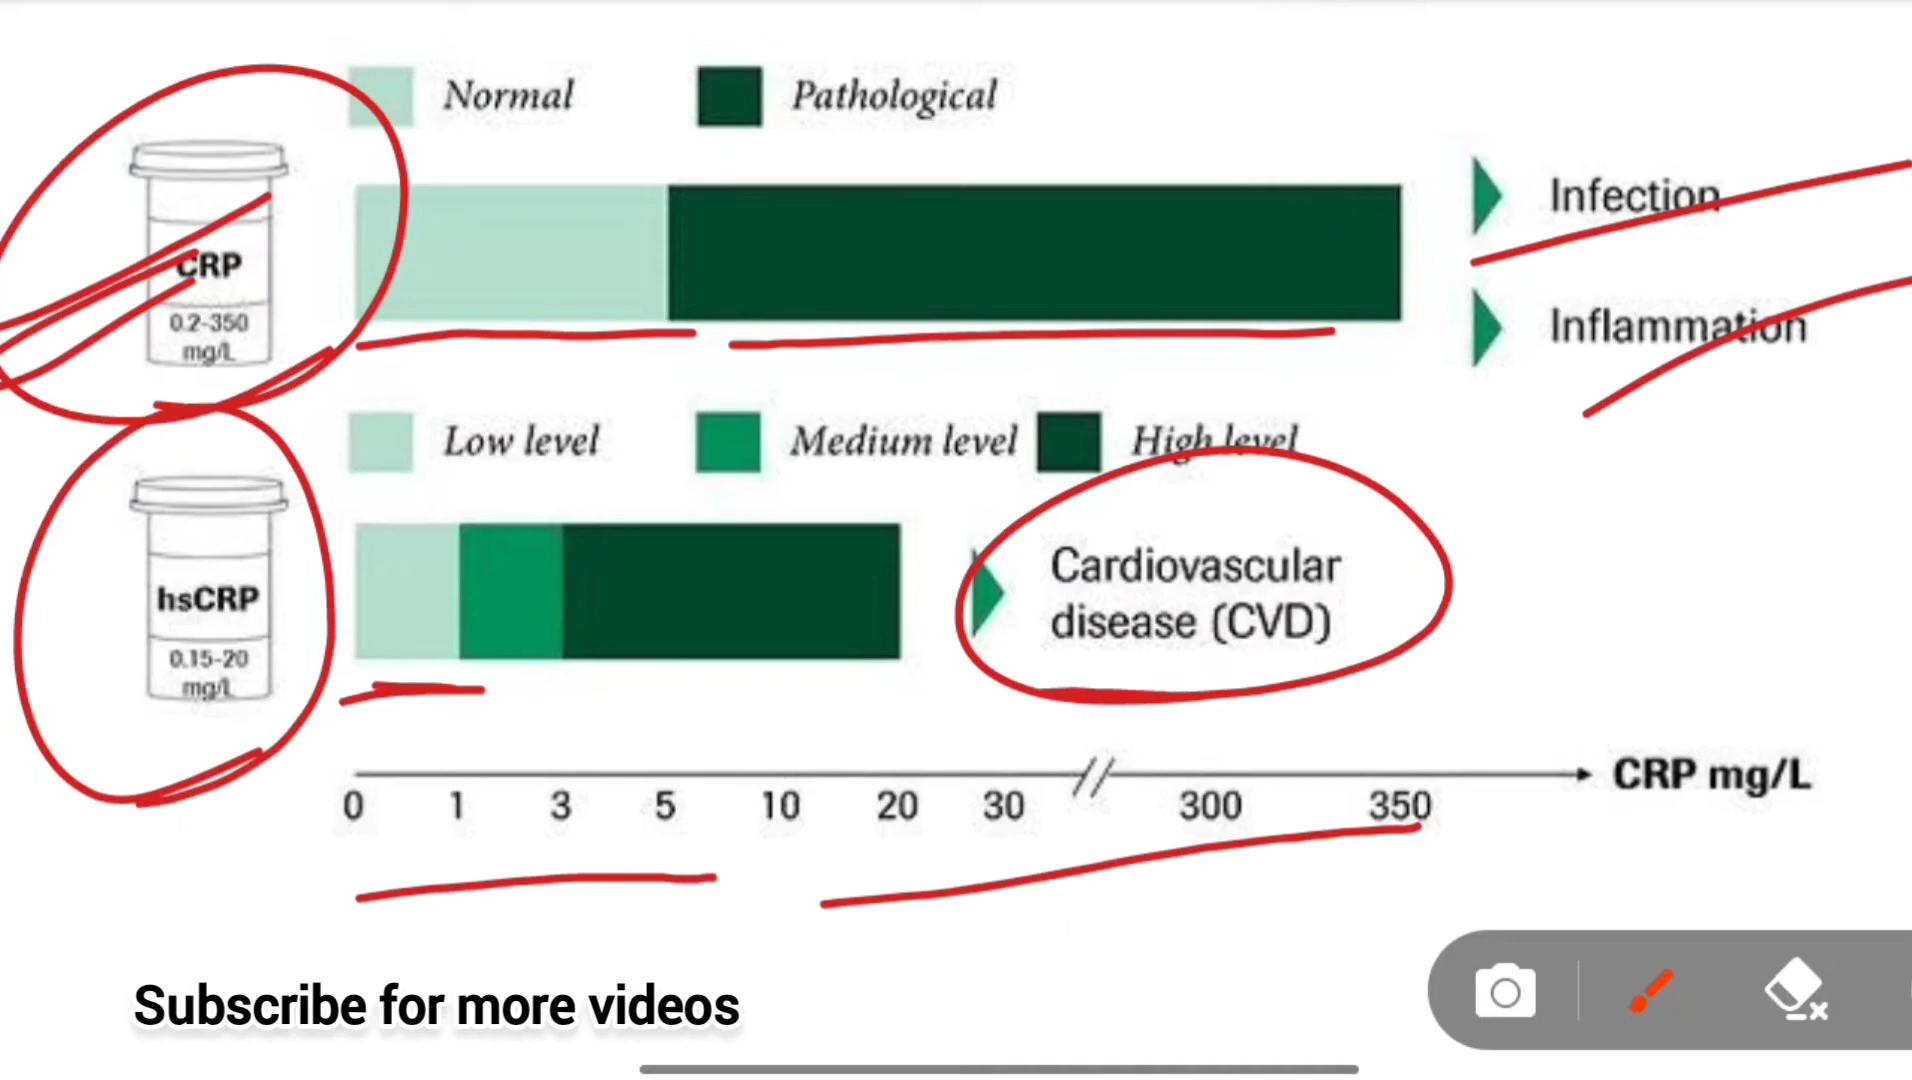 Normal
Pathological
CRP
0.2-350
mg/L
Infection
Inflammation
Low level
Medium level
High level
hsCRP
0.15-20
mg/L
Cardiovascular
disease (CVD)
0 1 3 5 10 20 30 300 350
CRP mg/L
Subscribe for more videos